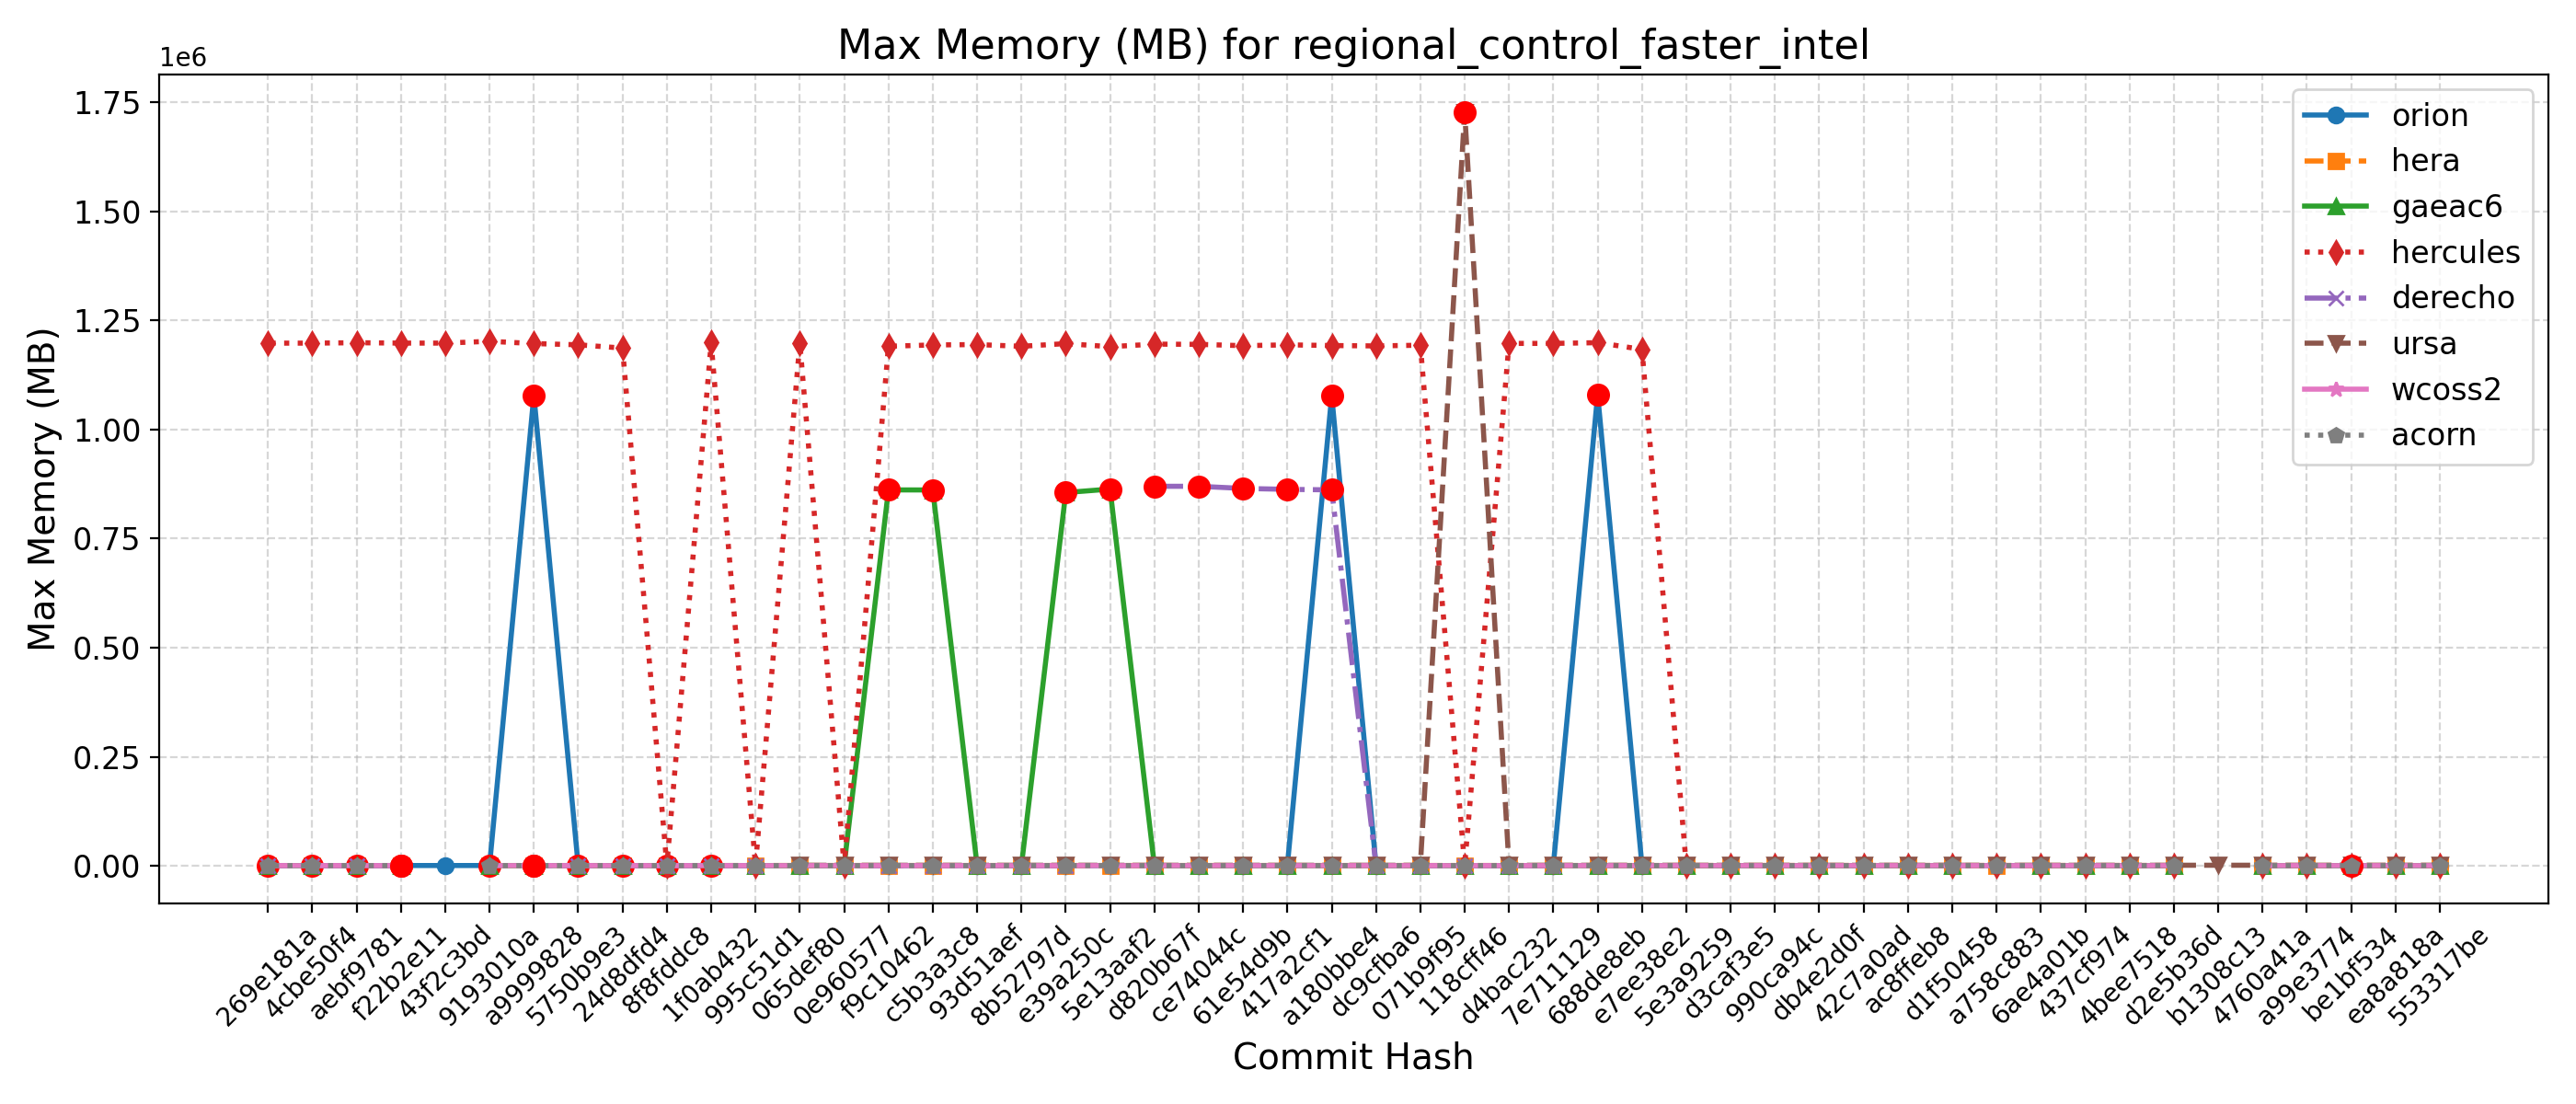 Max Memory (MB) for regional_control_faster_intel
1e6
1.75
1.50
1.25
1.00
0.75
0.50
0.25
0.00
Max Memory (MB)
orion
hera
gaeac6
hercules
derecho
ursa
wcoss2
acorn
269e181a
4cbe50f4
aebf9781
f22b2e11
43f2c3bd
9193010a
a9999828
5750b9e3
24d8dfd4
8f8fddc8
1f0ab432
995c51d1
065def80
0e960577
f9c10462
c5b3a3c8
93d51aef
8b52797d
e39a250c
5e13aaf2
d820b67f
ce74044c
61e54d9b
417a2cf1
a180bbe4
dc9cfba6
071b9f95
118cff46
d4bac232
7e711129
688de8eb
e7ee38e2
5e3a9259
d3caf3e5
990ca94c
db4e2d0f
42c7a0ad
ac8ffeb8
d1f50458
a758c883
6ae4a01b
437cf974
4bee7518
d2e5b36d
b1308c13
4760a41a
a99e3774
be1bf534
ea8a818a
553317be
Commit Hash